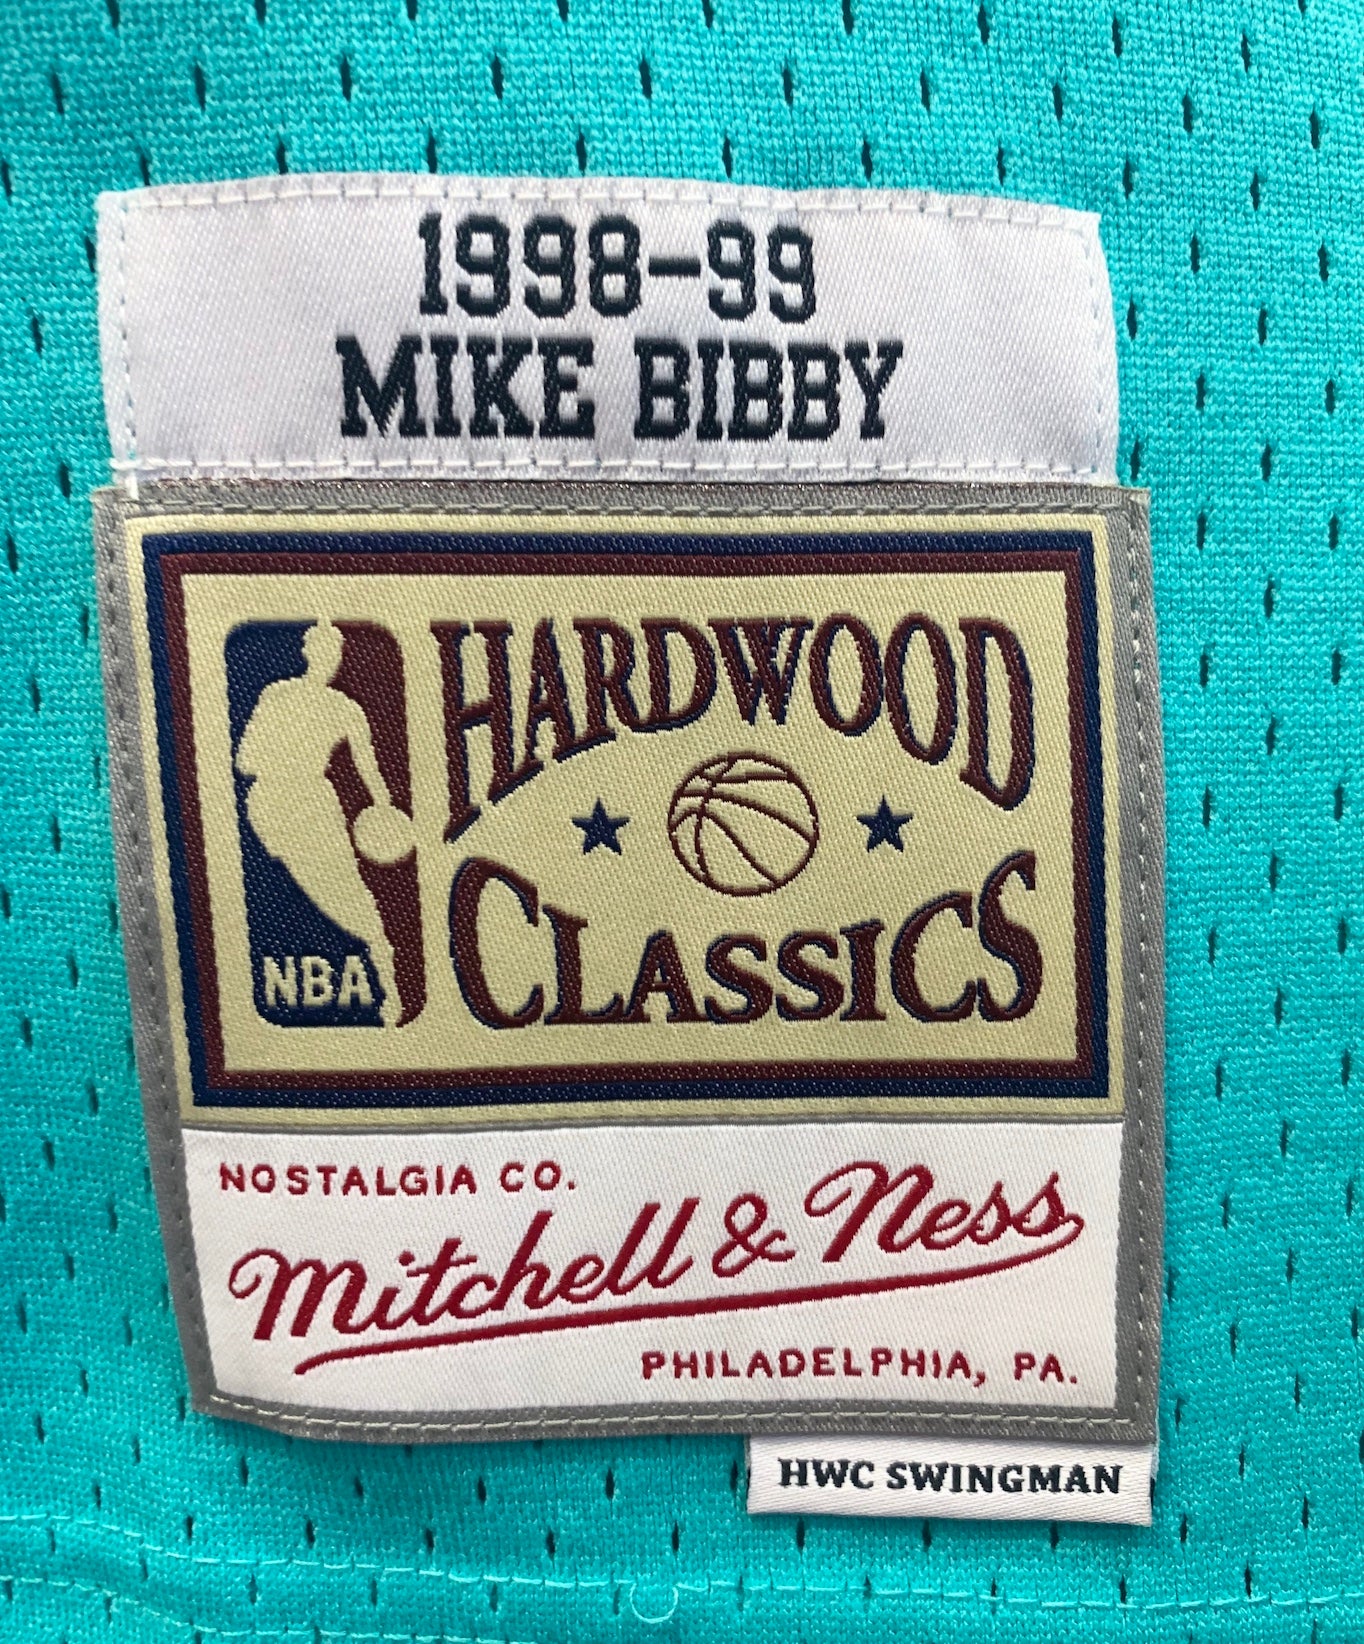 1998-99
MIKE BIBBY
HARDWOOD
CLASSICS
NBA
NOSTALGIA CO.
Mitchell & Ness
PHILADELPHIA, PA.
HWC SWINGMAN